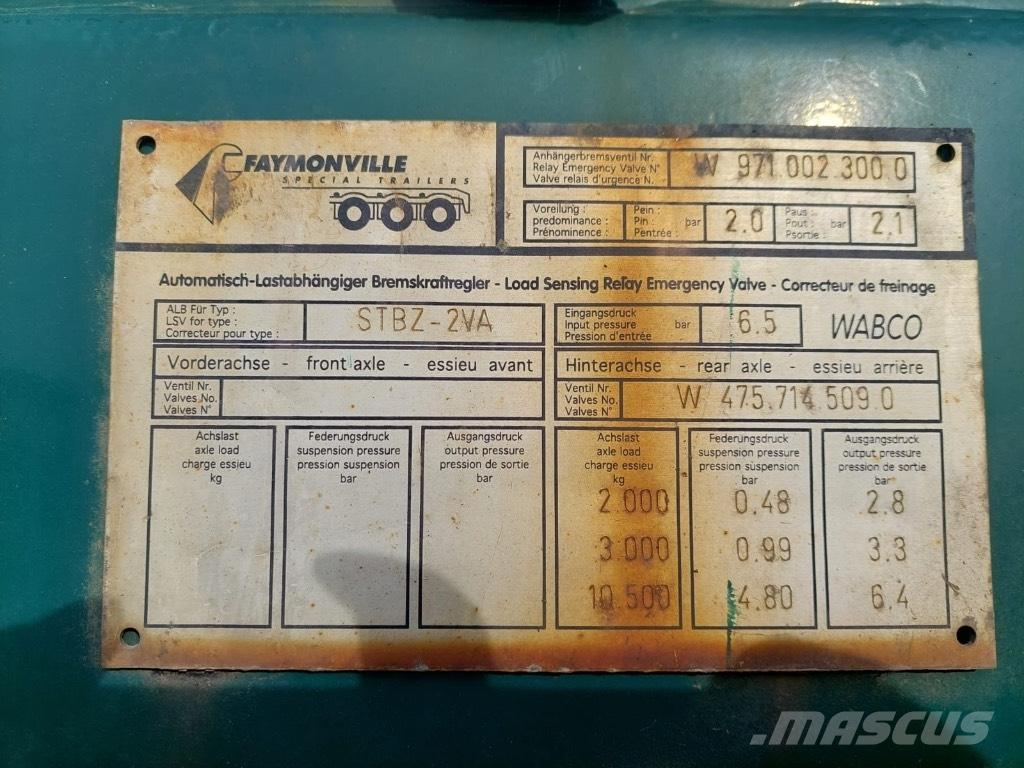 FAYMONVILLE
SPECIAL TRAILERS
Anhängerbremsventil Nr.
Relay Emergency Valve N°
Valve relais d'urgence N.
W 971.002.300.0
Voreilung :
predominance :
Prénominence :
Pein :
Pin : bar
Pentrée :
2.0
Paus :
Pout : bar
Psortie :
2.1
Automatisch-Lastabhängiger Bremskraftregler - Load Sensing Relay Emergency Valve - Correcteur de freinage
ALB Für Typ :
LSV for type :
Correcteur pour type :
STBZ-2VA
Eingangsdruck
Input pressure bar
Pression d'entrée
6.5
WABCO
Vorderachse - front axle - essieu avant
Hinterachse - rear axle - essieu arrière
Ventil Nr.
Valves No.
Valves N°
Ventil Nr.
Valves No.
Valves N°
W 475.714.509.0
Achslast
axle load
charge essieu
kg
Federungsdruck
suspension pressure
pression suspension
bar
Ausgangsdruck
output pressure
pression de sortie
bar
Achslast
axle load
charge essieu
kg
Federungsdruck
suspension pressure
pression suspension
bar
Ausgangsdruck
output pressure
pression de sortie
bar
2.000 0.48 2.8
3.000 0.99 3.3
10.500 4.80 6.4
MASCUS